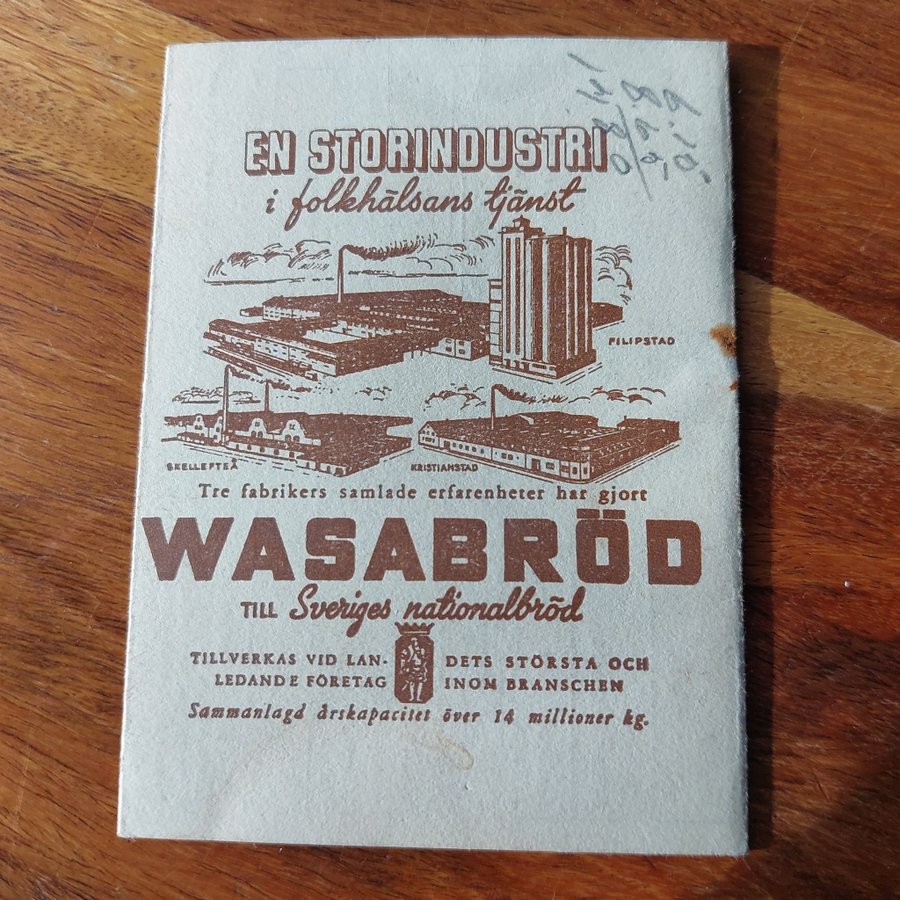 EN STORINDUSTRI
i folkhälsans tjänst
FILIPSTAD
SKELLEFTEÅ
KRISTIANSTAD
Tre fabrikers samlade erfarenheter har gjort
WASABRÖD
TILL Sveriges nationalbröd
TILLVERKAS VID LAN- DETS STÖRSTA OCH
LEDANDE FÖRETAG INOM BRANSCHEN
Sammanlagd årskapacitet över 14 millioner kg.